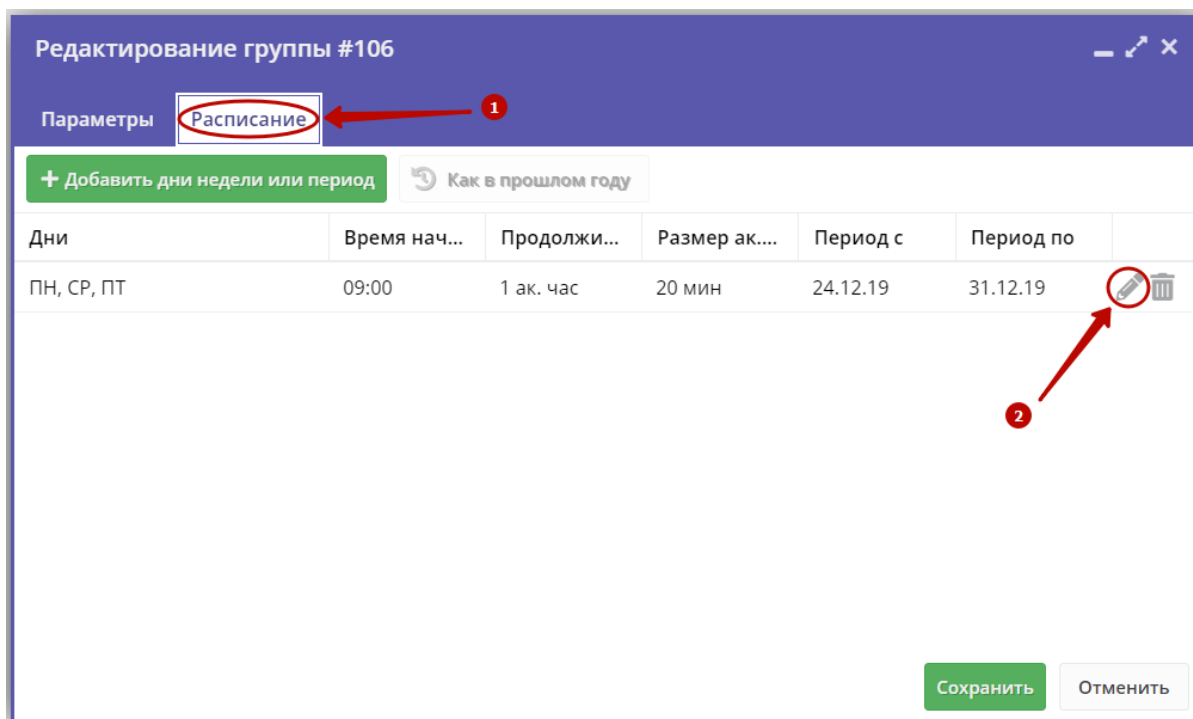 Редактирование группы #106
Параметры Расписание 1
Добавить дни недели или период Как в прошлом году
Дни Время нач... Продолжи... Размер ак.... Период с Период по
ПН, СР, ПТ 09:00 1 ак. час 20 мин 24.12.19 31.12.19
2
Сохранить Отменить